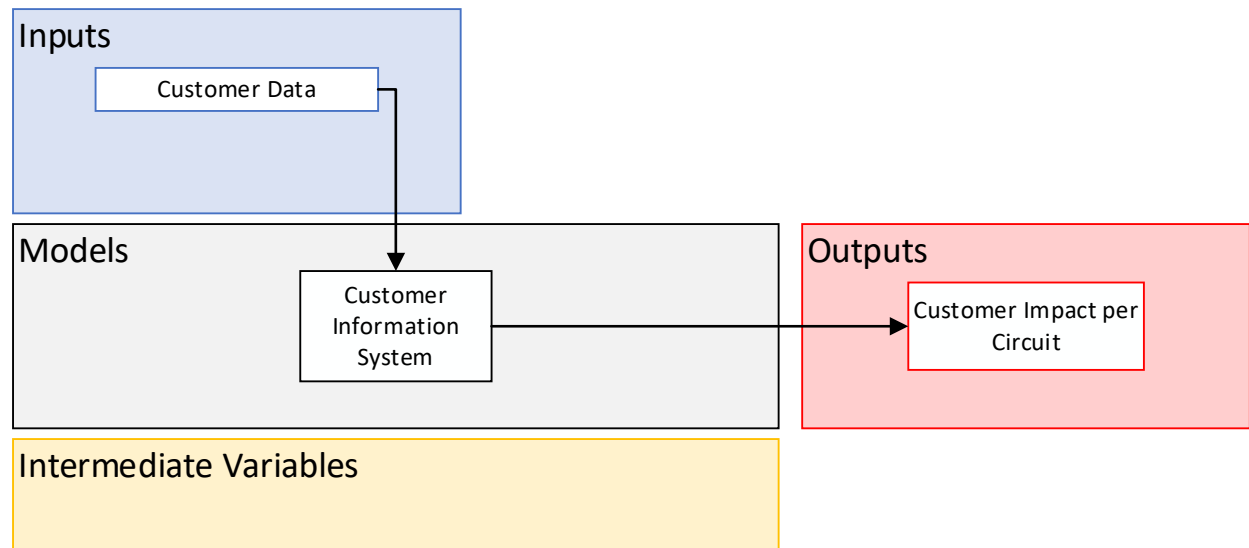 Inputs
Customer Data
Models
Customer
Information
System
Outputs
Customer Impact per
Circuit
Intermediate Variables